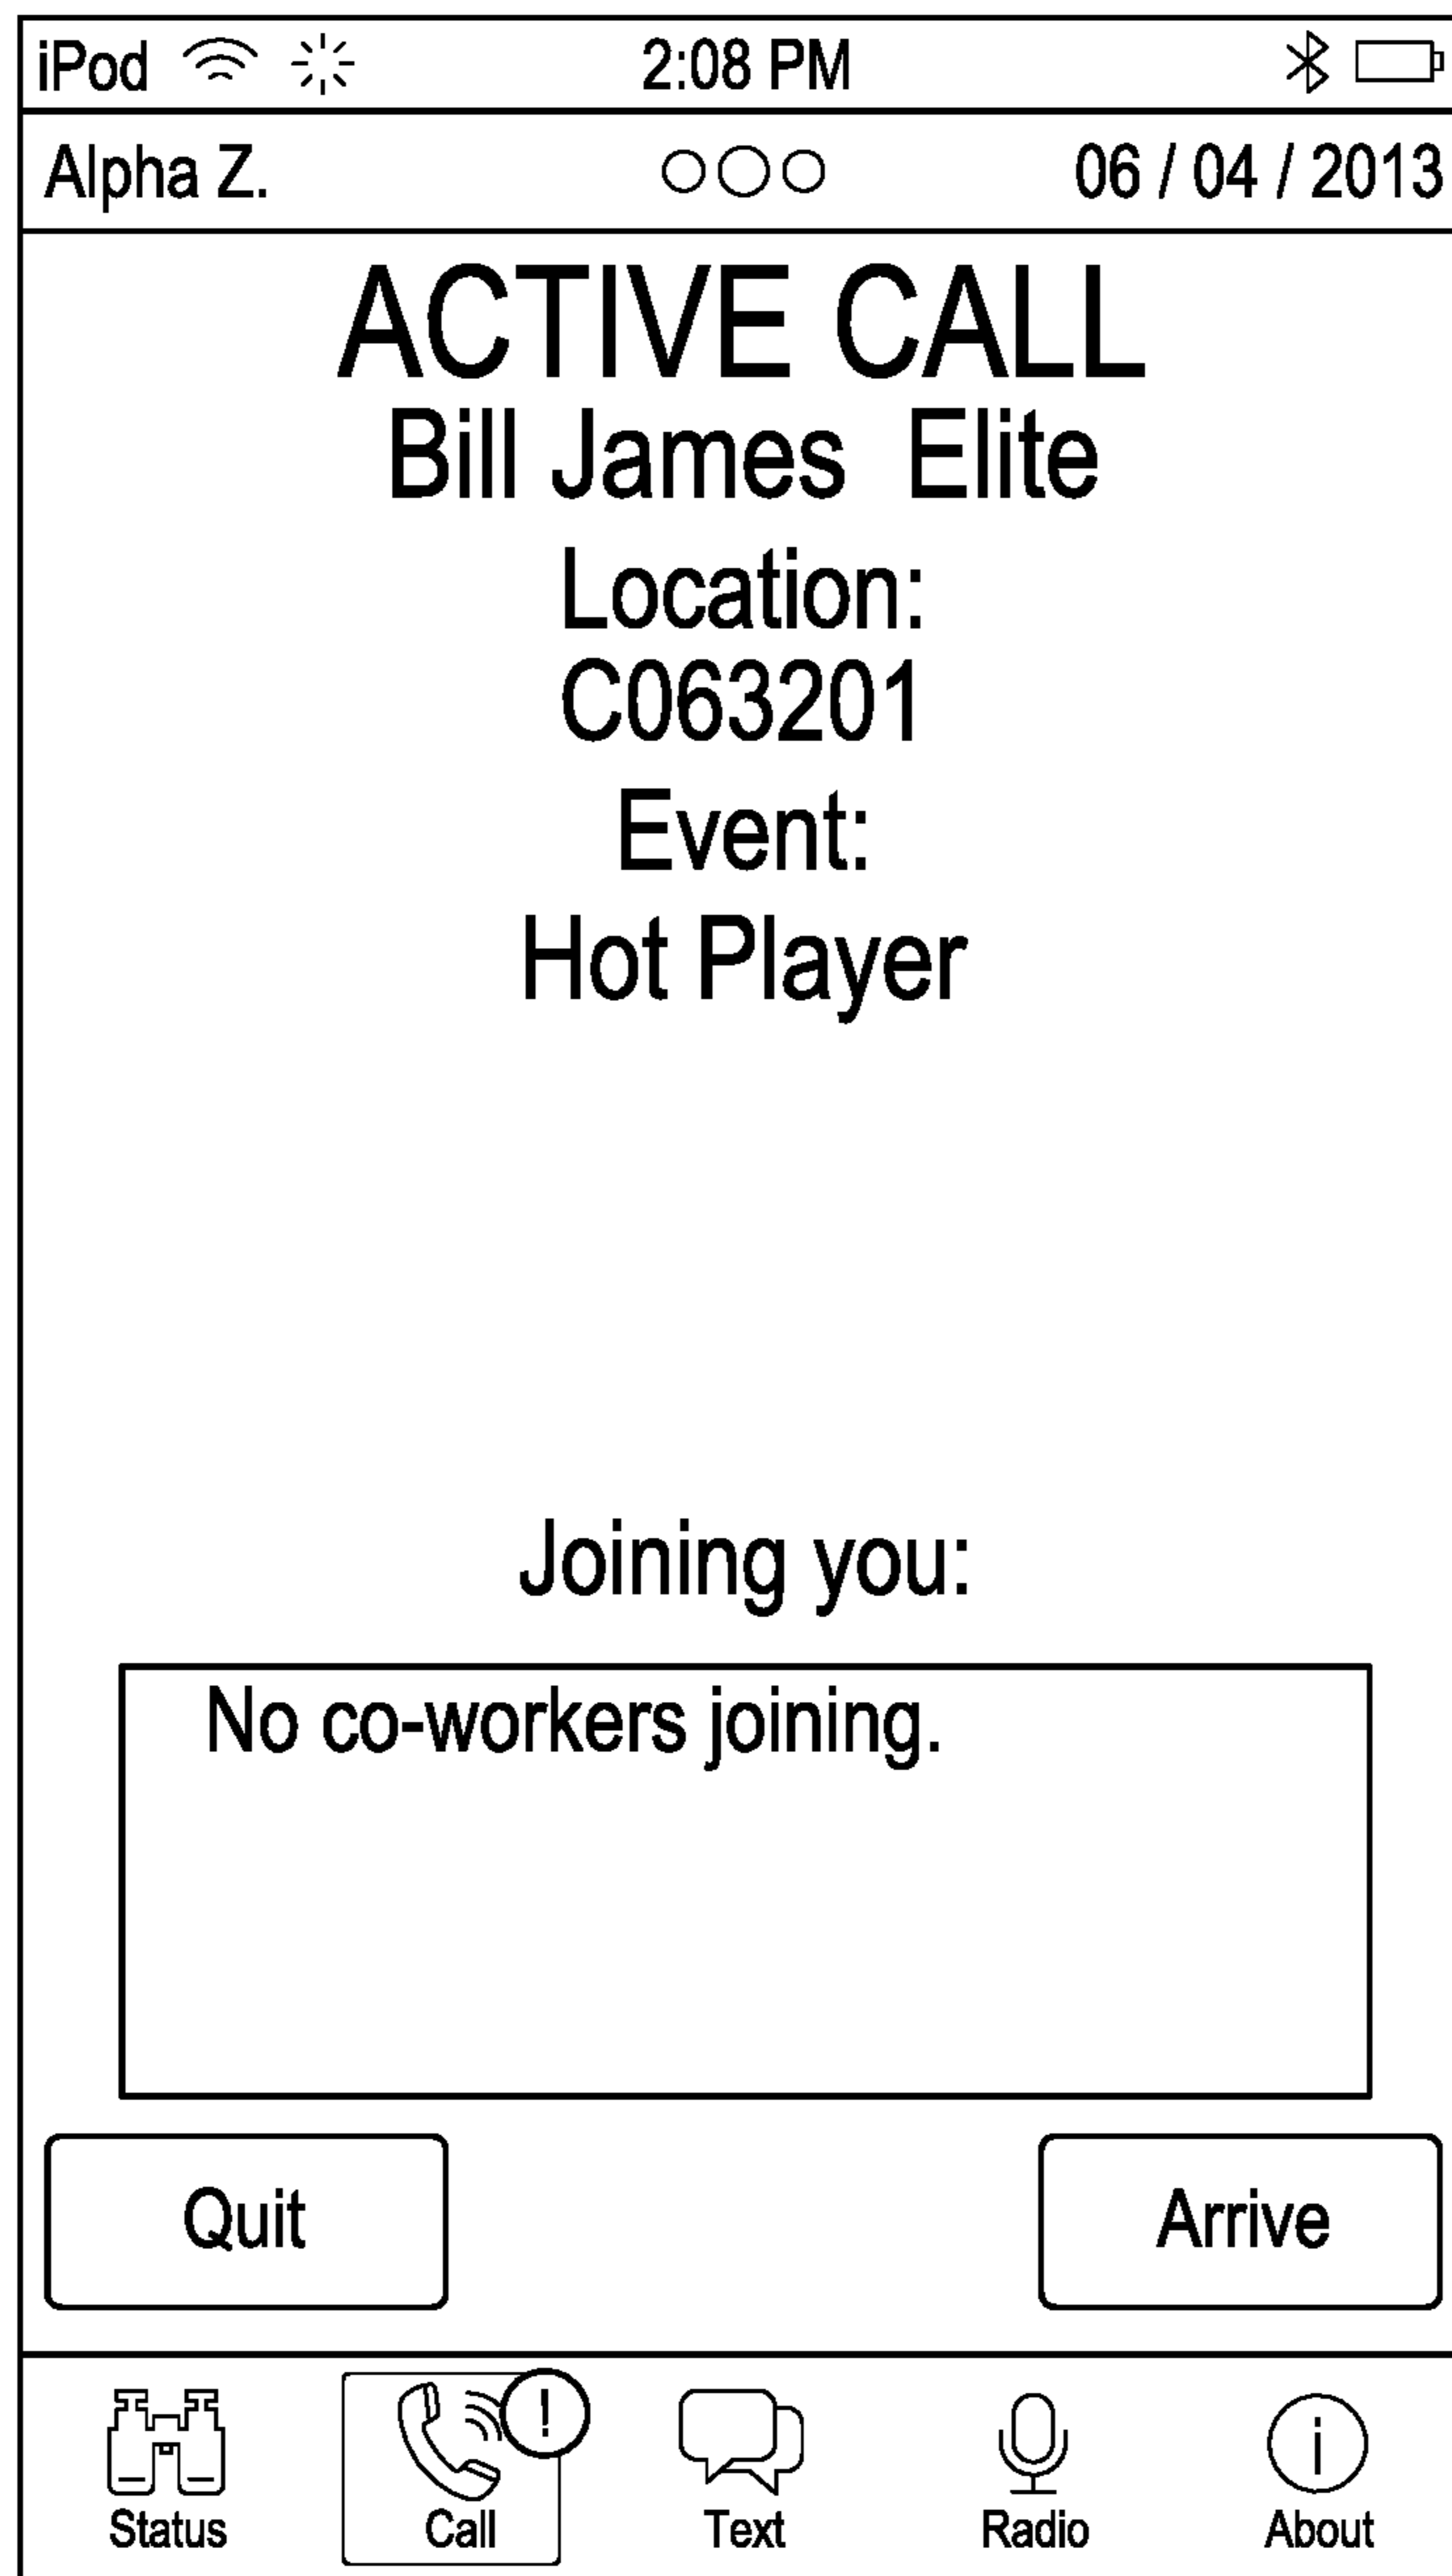 iPod 2:08 PM
Alpha Z. 06 / 04 / 2013
ACTIVE CALL
Bill James Elite
Location:
C063201
Event:
Hot Player
Joining you:
No co-workers joining.
Quit Arrive
!
i
Status Call Text Radio About